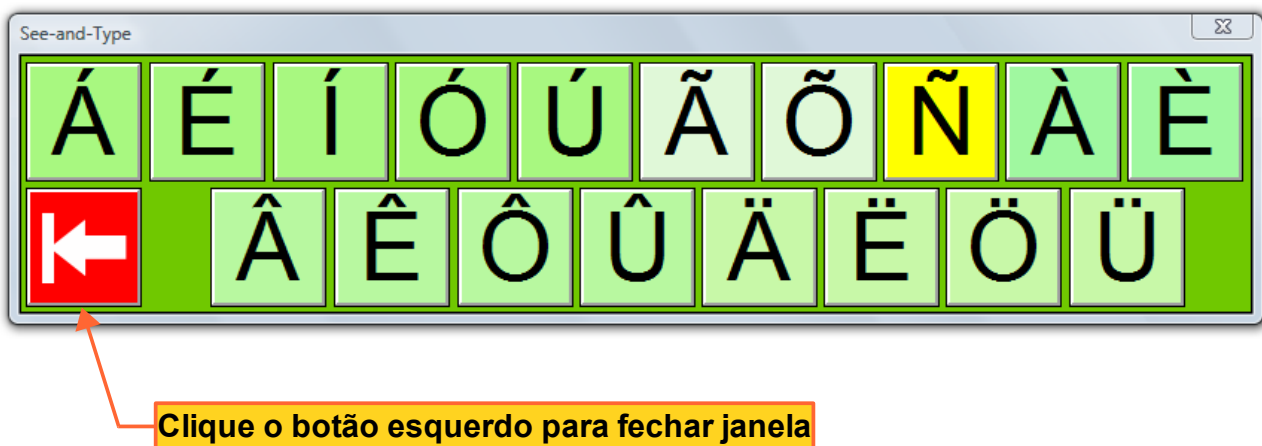 See-and-Type
Á É Í Ó Ú Ã Õ Ñ À È
Â Ê Ô Û Ä Ë Ö Ü
Clique o botão esquerdo para fechar janela